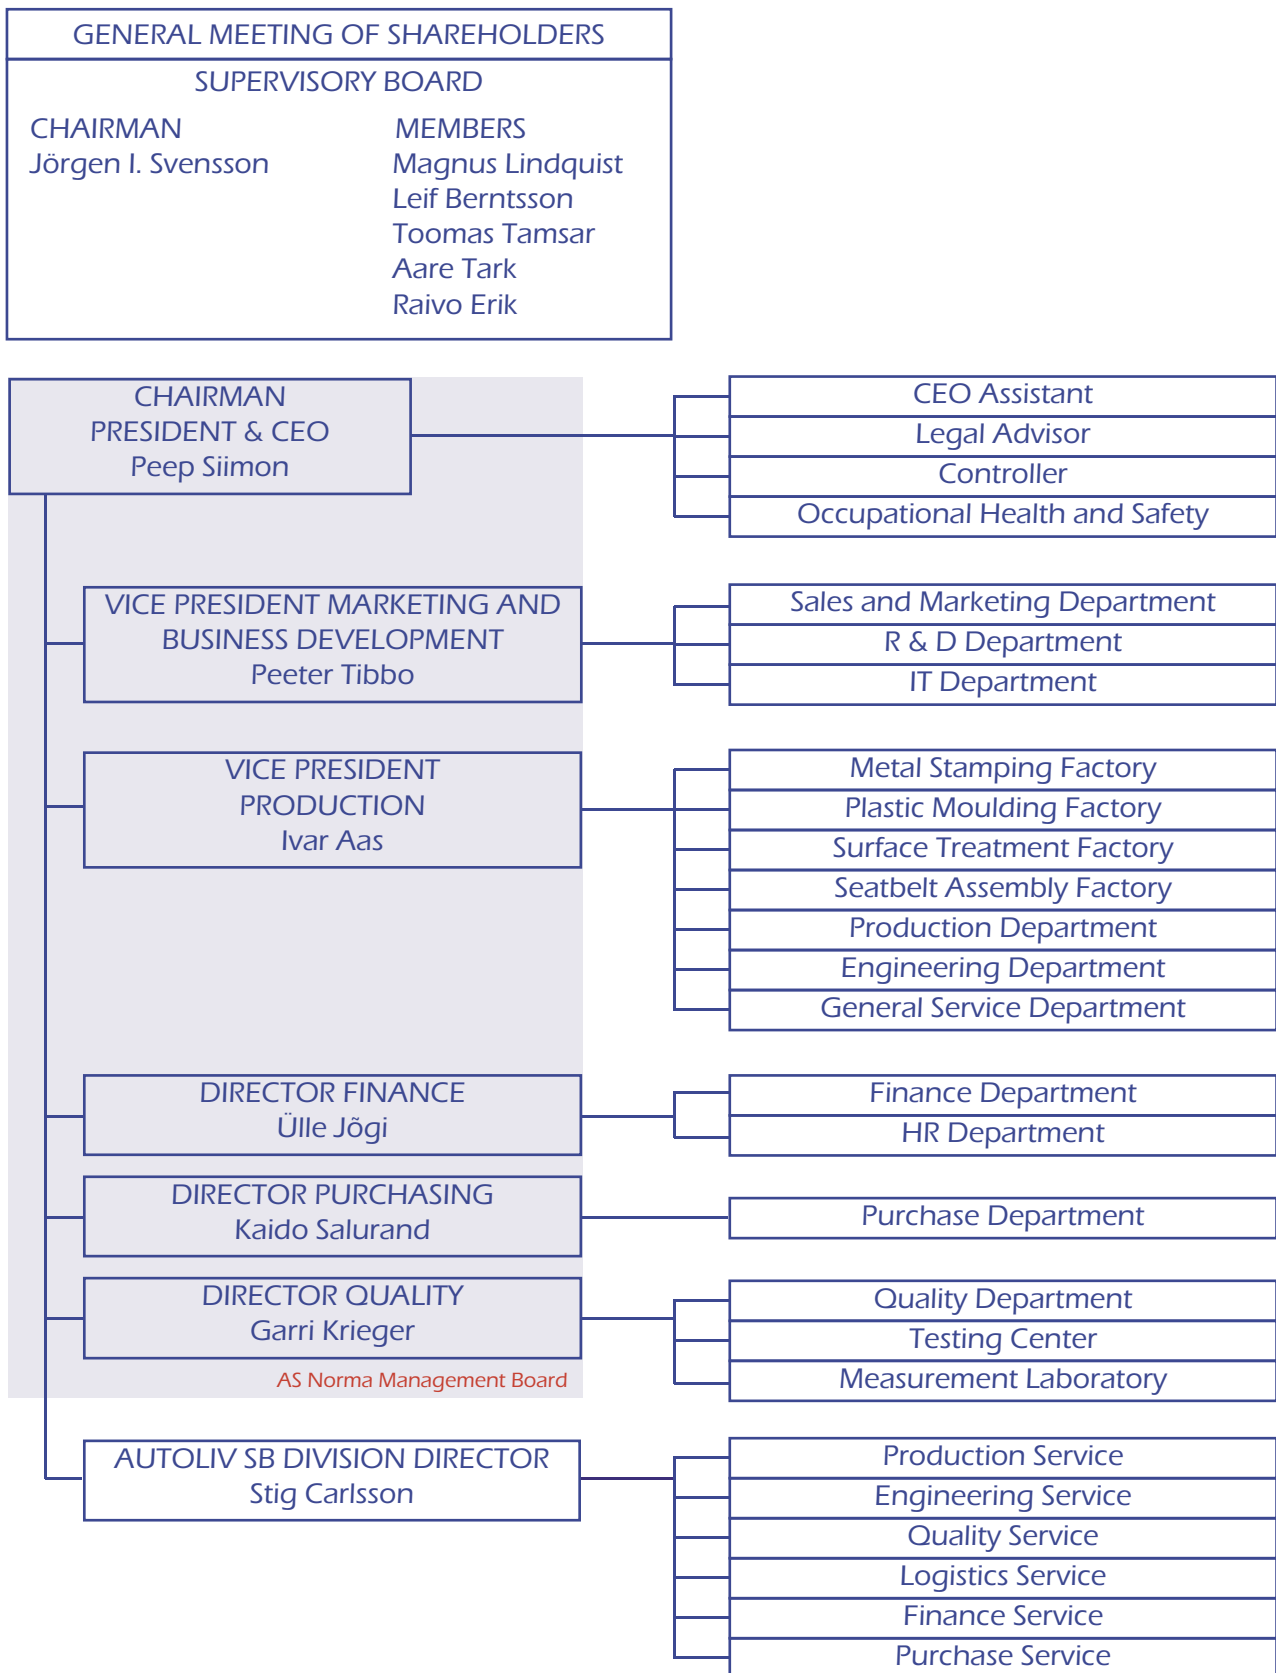 GENERAL MEETING OF SHAREHOLDERS
SUPERVISORY BOARD
CHAIRMAN
Jörgen I. Svensson
MEMBERS
Magnus Lindquist
Leif Berntsson
Toomas Tamsar
Aare Tark
Raivo Erik
CHAIRMAN
PRESIDENT & CEO
Peep Siimon
CEO Assistant
Legal Advisor
Controller
Occupational Health and Safety
VICE PRESIDENT MARKETING AND
BUSINESS DEVELOPMENT
Peeter Tibbo
Sales and Marketing Department
R & D Department
IT Department
VICE PRESIDENT
PRODUCTION
Ivar Aas
Metal Stamping Factory
Plastic Moulding Factory
Surface Treatment Factory
Seatbelt Assembly Factory
Production Department
Engineering Department
General Service Department
DIRECTOR FINANCE
Ülle Jõgi
Finance Department
HR Department
DIRECTOR PURCHASING
Kaido Salurand
Purchase Department
DIRECTOR QUALITY
Garri Krieger
Quality Department
Testing Center
Measurement Laboratory
AS Norma Management Board
AUTOLIV SB DIVISION DIRECTOR
Stig Carlsson
Production Service
Engineering Service
Quality Service
Logistics Service
Finance Service
Purchase Service